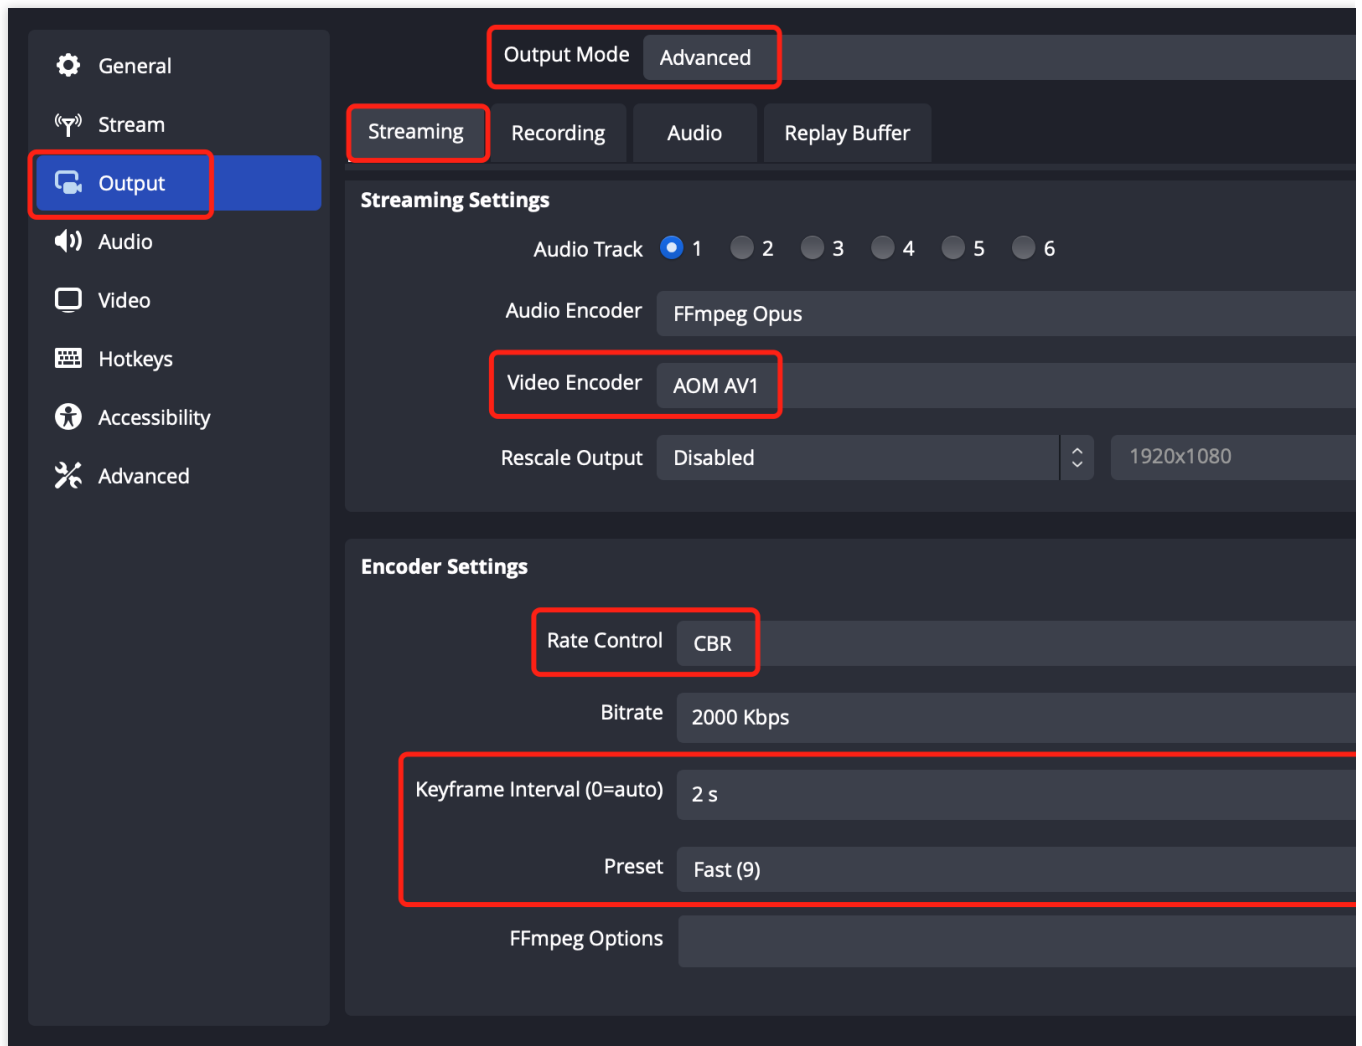 General
Stream
Output
Audio
Video
Hotkeys
Accessibility
Advanced
Output Mode Advanced
Streaming Recording Audio Replay Buffer
Streaming Settings
Audio Track 1 2 3 4 5 6
Audio Encoder FFmpeg Opus
Video Encoder AOM AV1
Rescale Output Disabled 1920x1080
Encoder Settings
Rate Control CBR
Bitrate 2000 Kbps
Keyframe Interval (0=auto) 2 s
Preset Fast (9)
FFmpeg Options